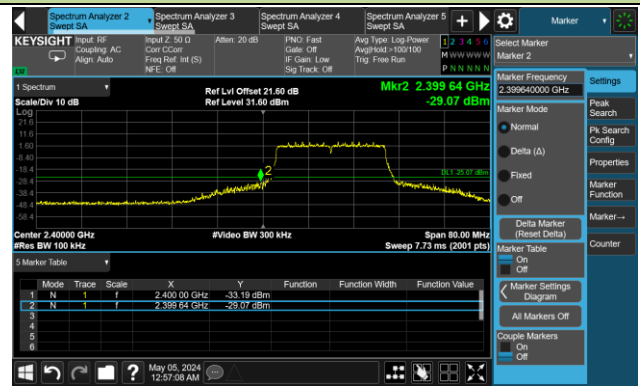 Spectrum Analyzer 2
Swept SA
Spectrum Analyzer 3
Swept SA
Spectrum Analyzer 4
Swept SA
Spectrum Analyzer 5
Swept SA
Marker
KEYSIGHT
Input: RF
Coupling: AC
Align: Auto
Input Z: 50 Ω
Corr CCorr
Freq Ref: Int (S)
NFE: Off
Atten: 20 dB
PNO: Fast
Gate: Off
IF Gain: Low
Sig Track: Off
Avg Type: Log-Power
Avg|Hold:>100/100
Trig: Free Run
1 2 3 4 5 6
M W W W W W
P N N N N N
LW
Select Marker
Marker 2
1 Spectrum
Scale/Div 10 dB
Log
Ref Lvl Offset 21.60 dB
Ref Level 31.60 dBm
Mkr2 2.399 64 GHz
-29.07 dBm
21.6
11.6
1.60
-8.40
-18.4
-28.4
-38.4
-48.4
-58.4
2
DL1 -25.07 dBm
Center 2.40000 GHz
#Res BW 100 kHz
#Video BW 300 kHz
Span 80.00 MHz
Sweep 7.73 ms (2001 pts)
5 Marker Table
Mode Trace Scale X Y Function Function Width Function Value
1 N 1 f 2.400 00 GHz -33.19 dBm
2 N 1 f 2.399 64 GHz -29.07 dBm
3
4
5
6
Marker Frequency
2.399640000 GHz
Marker Mode
Normal
Delta (Δ)
Fixed
Off
Delta Marker
(Reset Delta)
Marker Table
On
Off
Marker Settings
Diagram
All Markers Off
Couple Markers
On
Off
Settings
Peak
Search
Pk Search
Config
Properties
Marker
Function
Marker→
Counter
?
May 05, 2024
12:57:08 AM